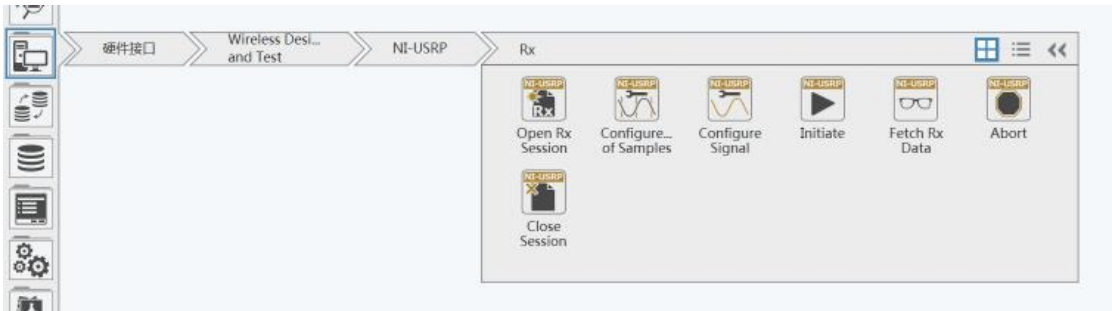 硬件接口
Wireless Desi...
and Test
NI-USRP
Rx
NI-USRP
NI-USRP
NI-USRP
NI-USRP
NI-USRP
NI-USRP
Rx
Open Rx
Session
Configure...
of Samples
Configure
Signal
Initiate
Fetch Rx
Data
Abort
NI-USRP
Close
Session